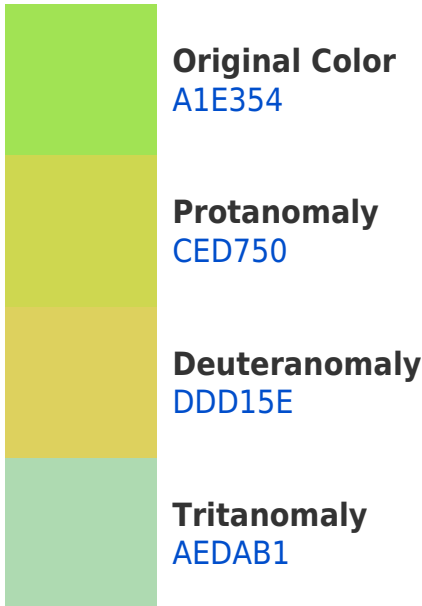 Original Color
A1E354
Protanomaly
CED750
Deuteranomaly
DDD15E
Tritanomaly
AEDAB1